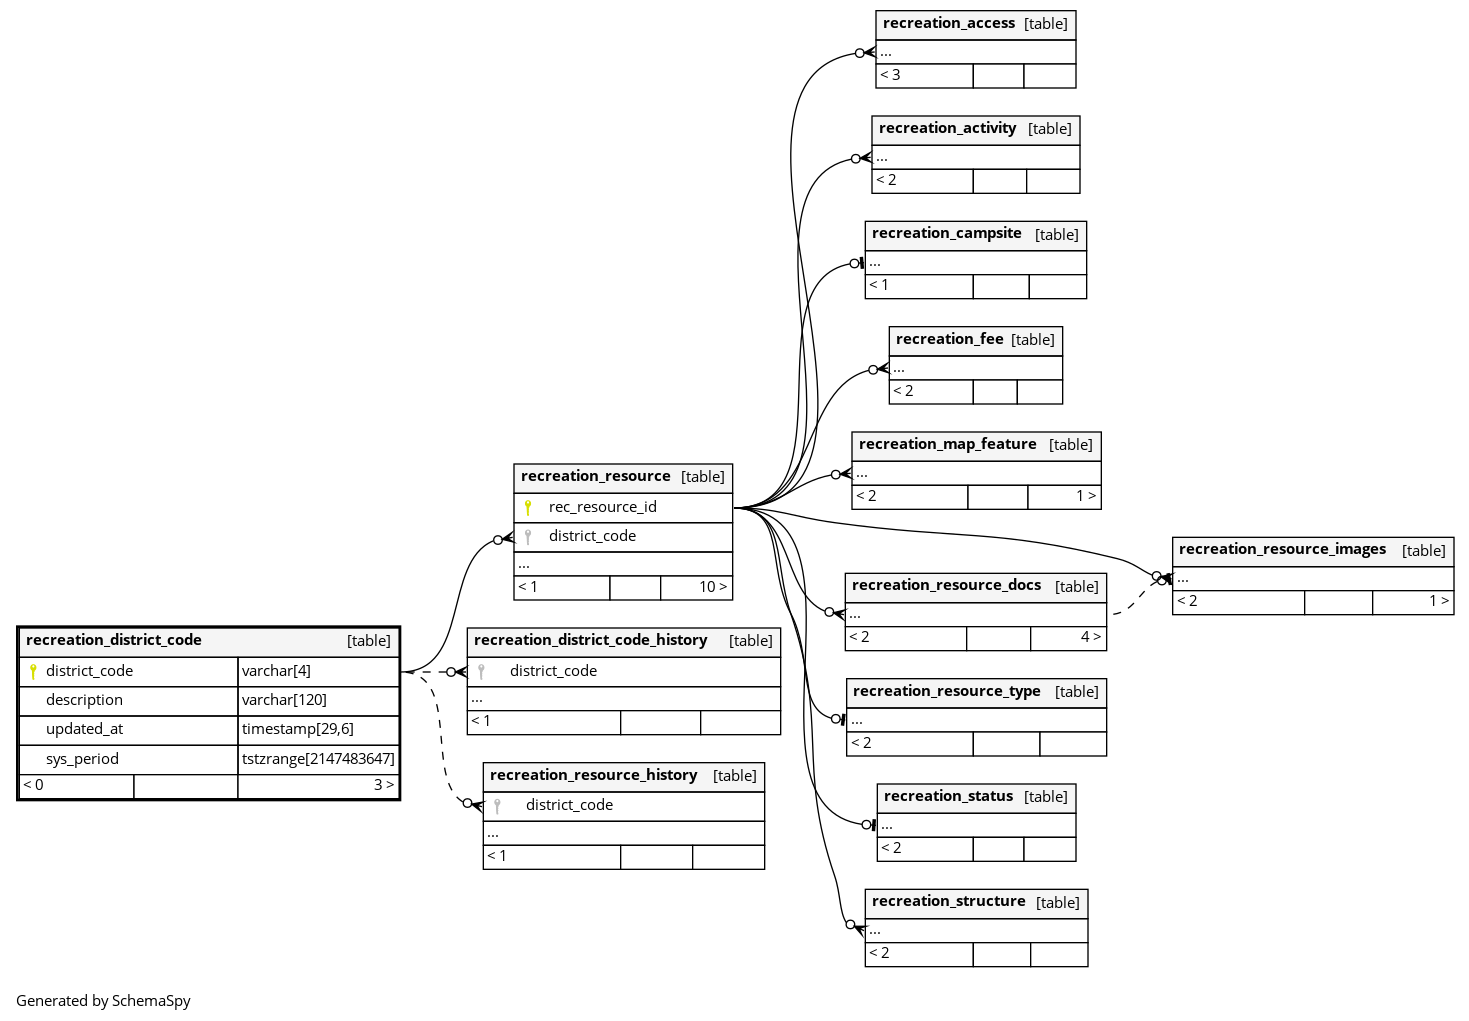 recreation_access [table]
...
< 3
recreation_activity [table]
...
< 2
recreation_campsite [table]
...
< 1
recreation_fee [table]
...
< 2
recreation_map_feature [table]
...
< 2 1 >
recreation_resource [table]
rec_resource_id
district_code
...
< 1 10 >
recreation_resource_images [table]
...
< 2 1 >
recreation_resource_docs [table]
...
< 2 4 >
recreation_district_code [table]
district_code varchar[4]
description varchar[120]
updated_at timestamp[29,6]
sys_period tstzrange[2147483647]
< 0 3 >
recreation_district_code_history [table]
district_code
...
< 1
recreation_resource_type [table]
...
< 2
recreation_resource_history [table]
district_code
...
< 1
recreation_status [table]
...
< 2
recreation_structure [table]
...
< 2
Generated by SchemaSpy